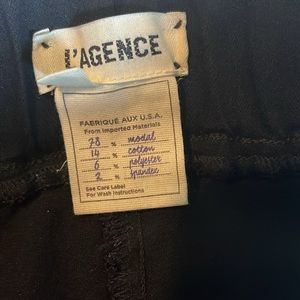 L'AGENCE
FABRIQUÉ AUX U.S.A.
From Imported Materials
78 % modal
14 % cotton
6 % polyester
2 % spandex
See Care Label
For Wash Instructions